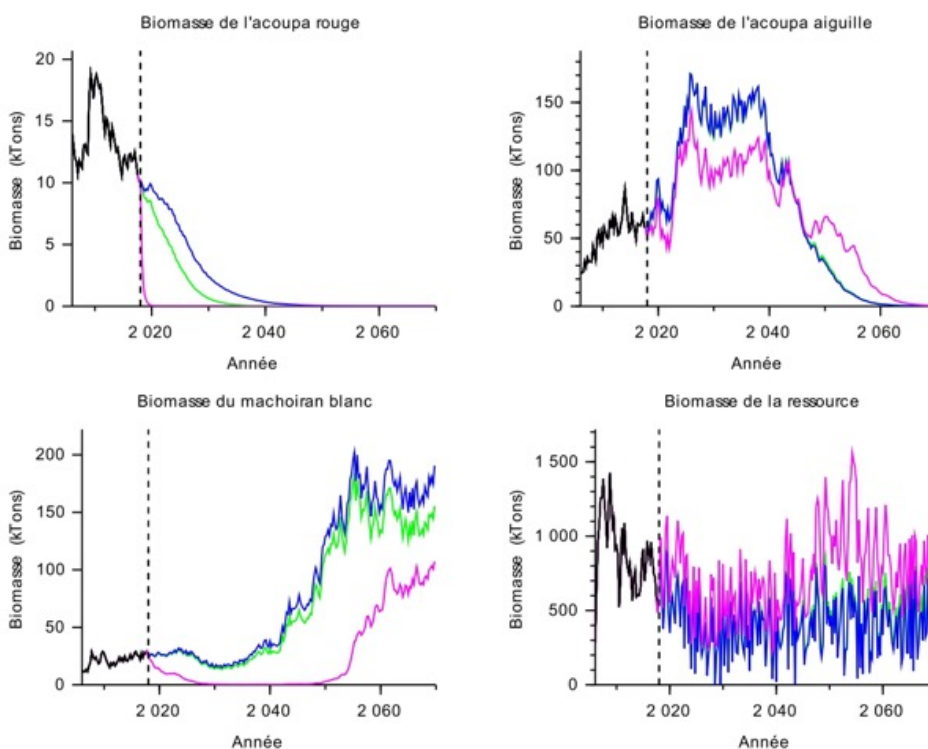 Biomasse de l'acoupa rouge
20
15
10
5
0
Biomasse (kTons)
2 020 2 040 2 060
Année
Biomasse de l'acoupa aiguille
150
100
50
0
Biomasse (kTons)
2 020 2 040 2 060
Année
Biomasse du machoiran blanc
200
150
100
50
0
Biomasse (kTons)
2 020 2 040 2 060
Année
Biomasse de la ressource
1 500
1 000
500
0
Biomasse (kTons)
2 020 2 040 2 060
Année